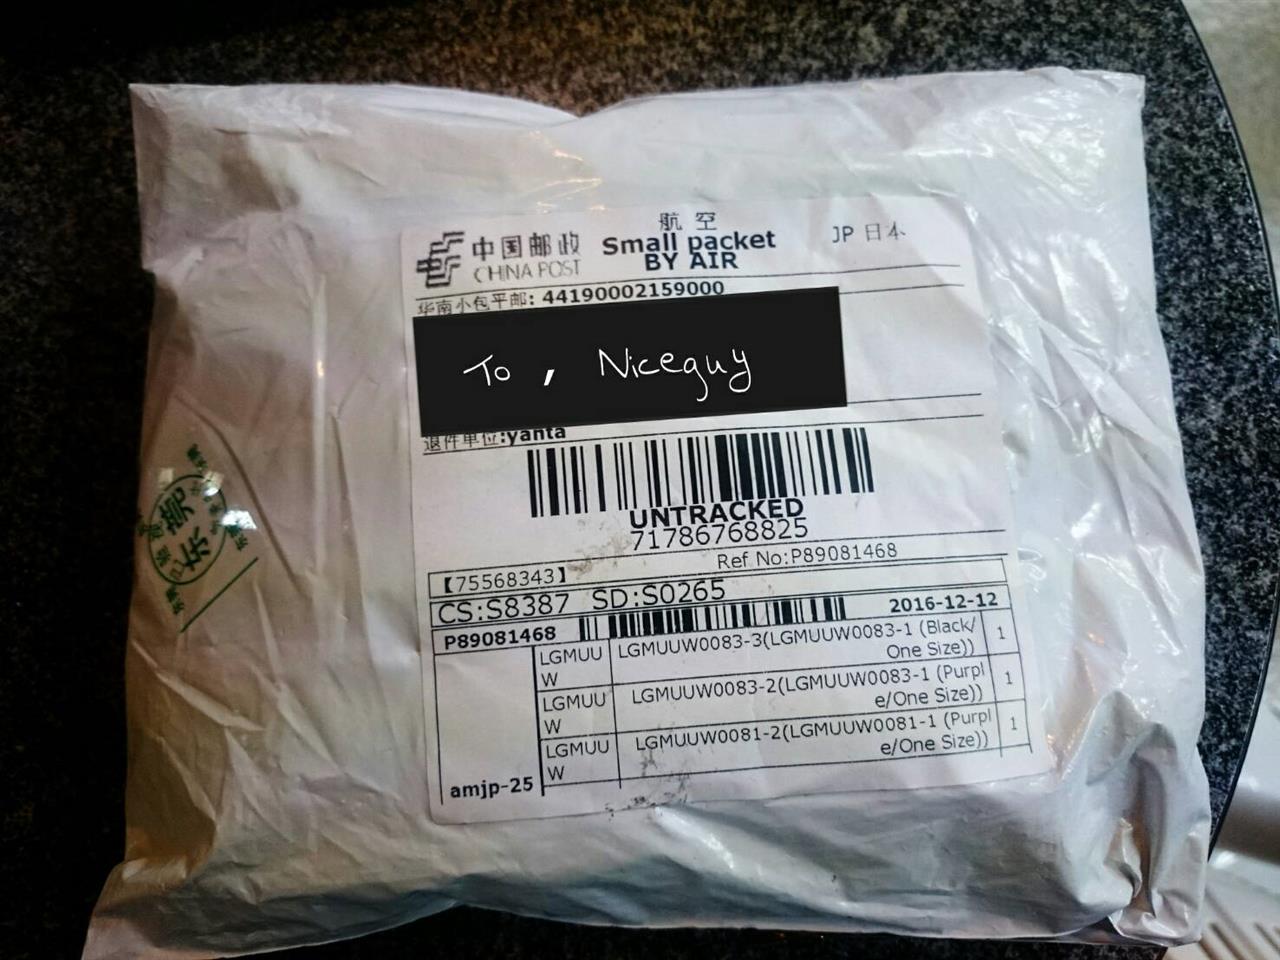 航空
中国邮政 Small packet JP 日本
CHINA POST BY AIR
华南小包平邮: 44190002159000
To, Niceguy
退件单位:yanta
UNTRACKED
71786768825
Ref No:P89081468
【75568343】
CS:S8387 SD:S0265
P89081468 2016-12-12
LGMUU LGMUUW0083-3(LGMUUW0083-1 (Black/ 1
W One Size))
LGMUU LGMUUW0083-2(LGMUUW0083-1 (Purpl 1
W e/One Size))
LGMUU LGMUUW0081-2(LGMUUW0081-1 (Purpl 1
W e/One Size))
amjp-25